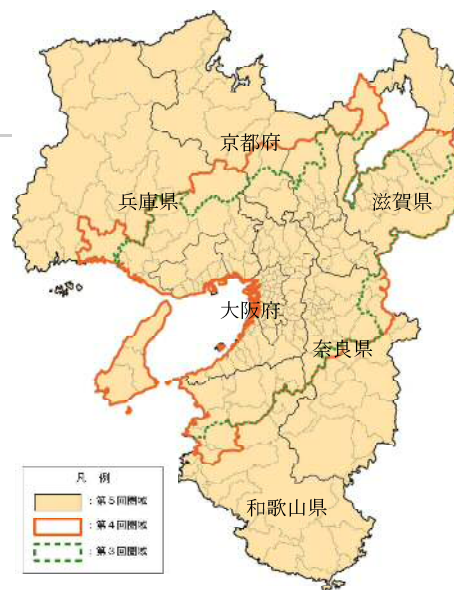 京都府
兵庫県
滋賀県
大阪府
奈良県
和歌山県
凡 例
：第5回圏域
：第4回圏域
：第3回圏域